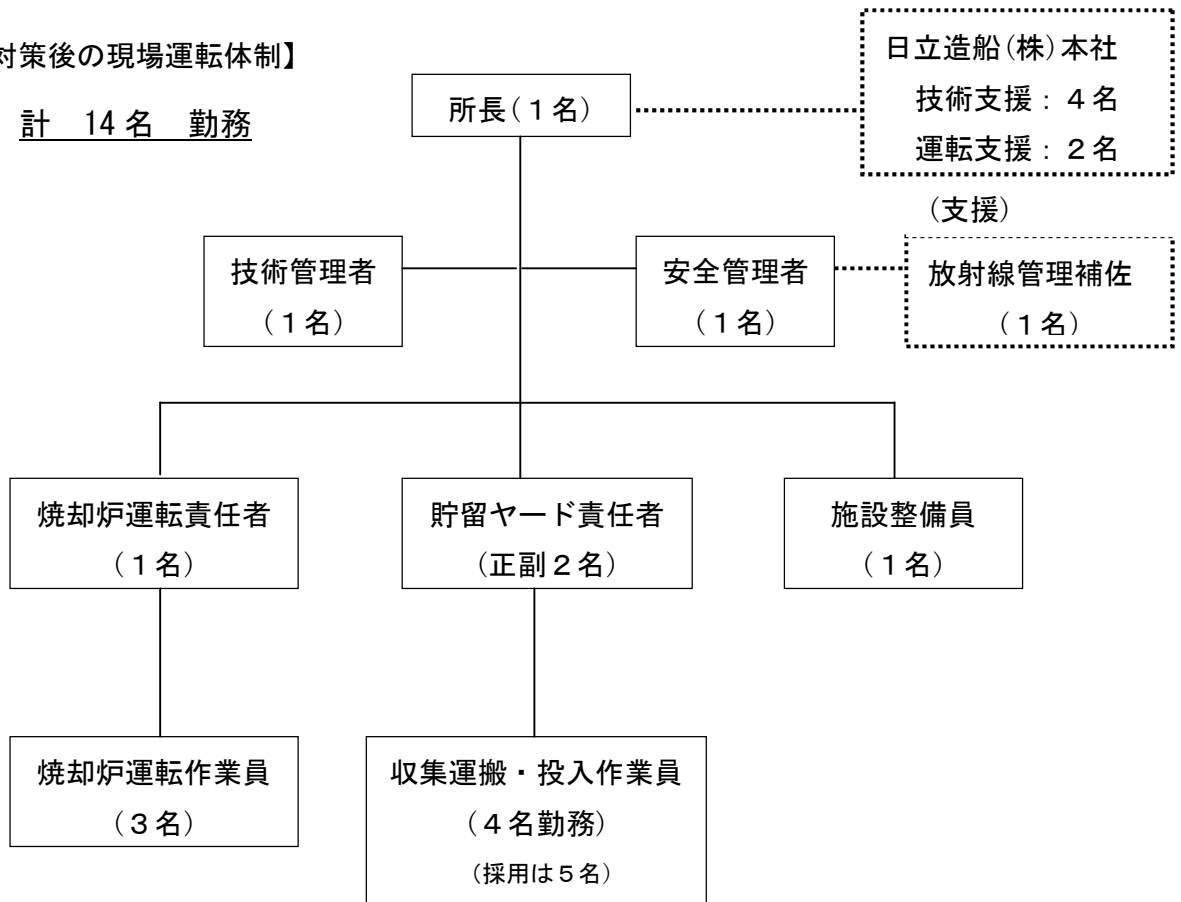 対策後の現場運転体制】
計 14名 勤務
所長(1名)
日立造船(株)本社
技術支援：4名
運転支援：2名
(支援)
技術管理者
(1名)
安全管理者
(1名)
放射線管理補佐
(1名)
焼却炉運転責任者
(1名)
貯留ヤード責任者
(正副2名)
施設整備員
(1名)
焼却炉運転作業員
(3名)
収集運搬・投入作業員
(4名勤務)
(採用は5名)